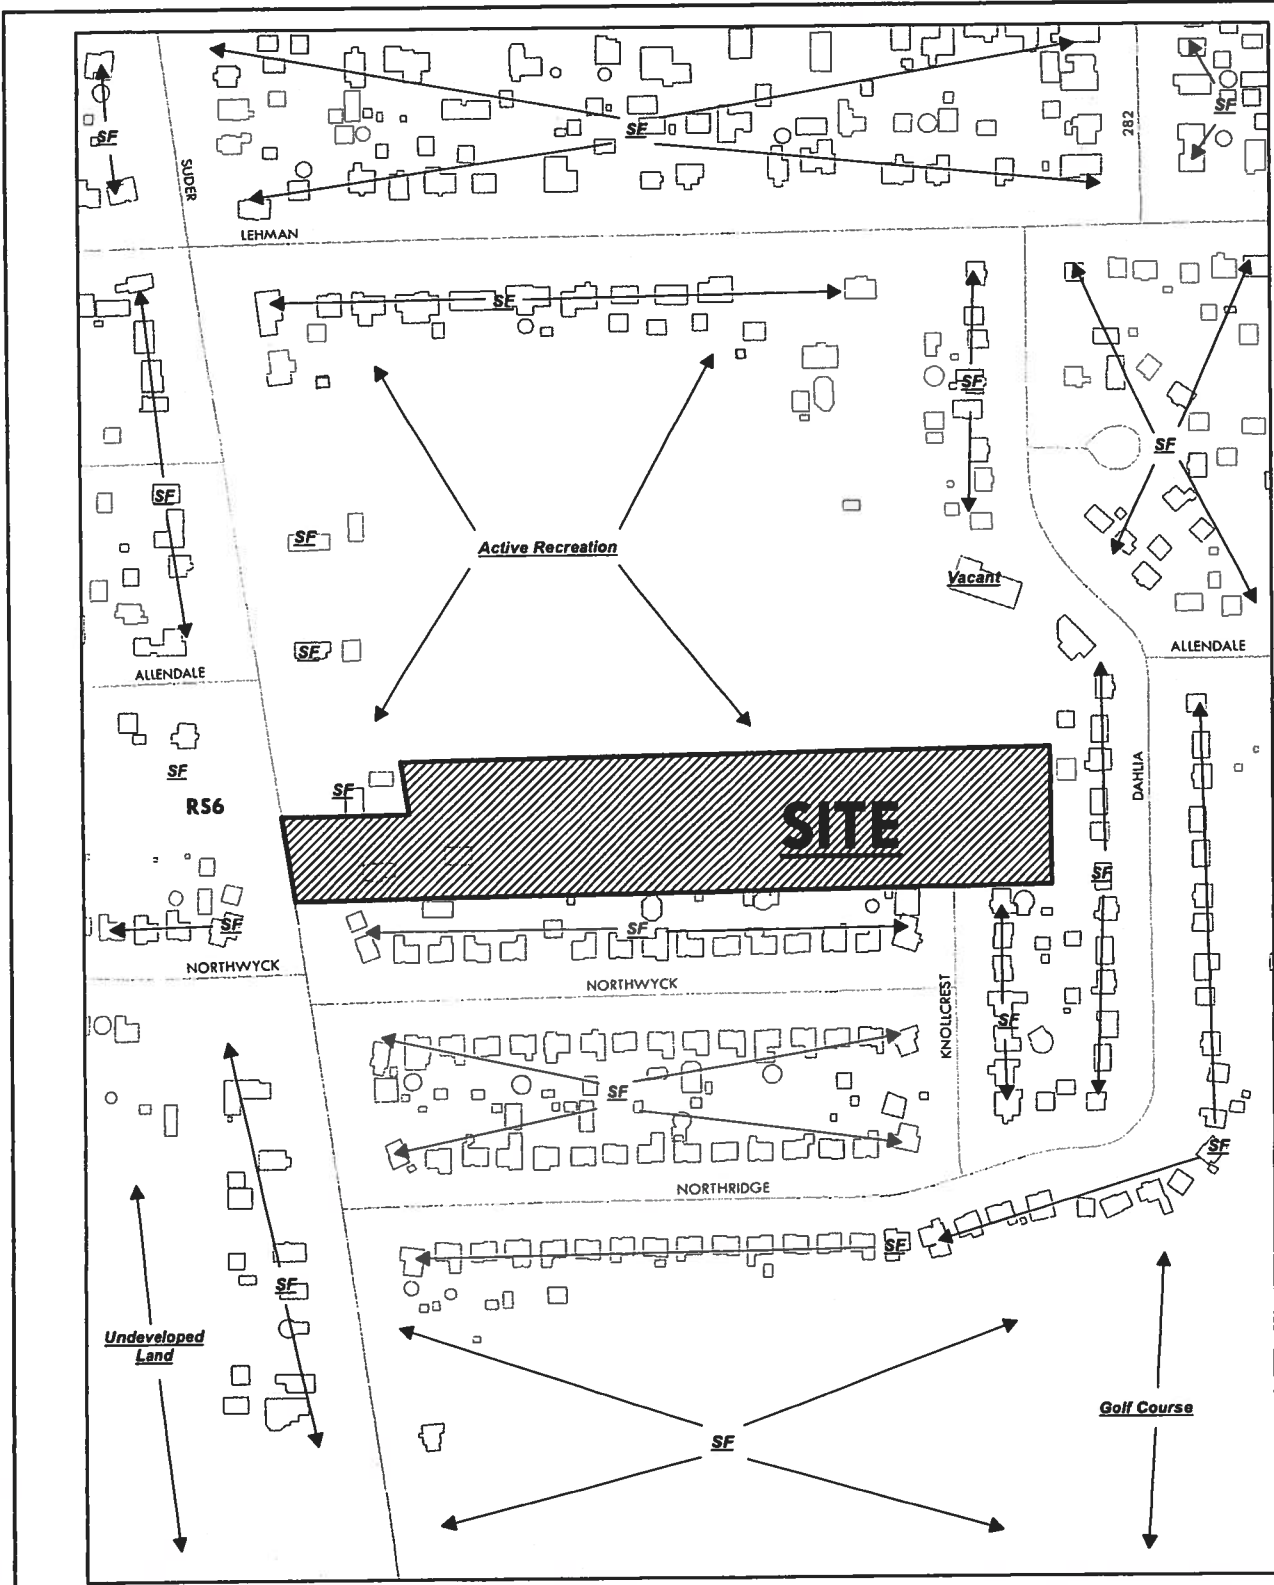 SF
SF
SF
282
SUDER
LEHMAN
SF
SF
SF
SF
SF
Active Recreation
Vacant
SF
ALLENDALE
ALLENDALE
SF
R56
SF
SITE
DAHLIA
SF
SF
SF
NORTHWYCK
NORTHWYCK
KNOLLCREST
SF
SF
SF
NORTHRIDGE
SF
SF
Undeveloped
Land
Golf Course
SF